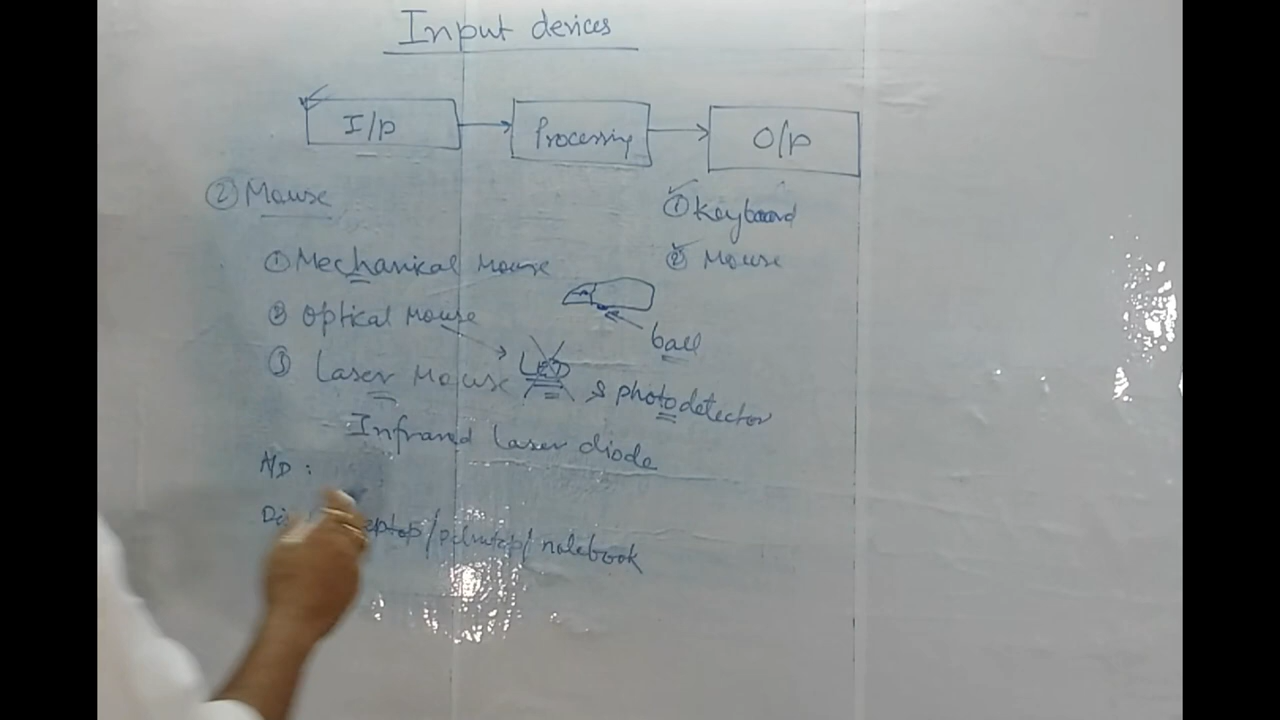 Input devices
I/P
Processing
O/P
② Mouse
① Keyboard
② Mouse
① Mechanical Mouse
② Optical Mouse
ball
③ Laser Mouse
LED & photodetector
Infrared laser diode
A/D :
/ palmtop / notebook